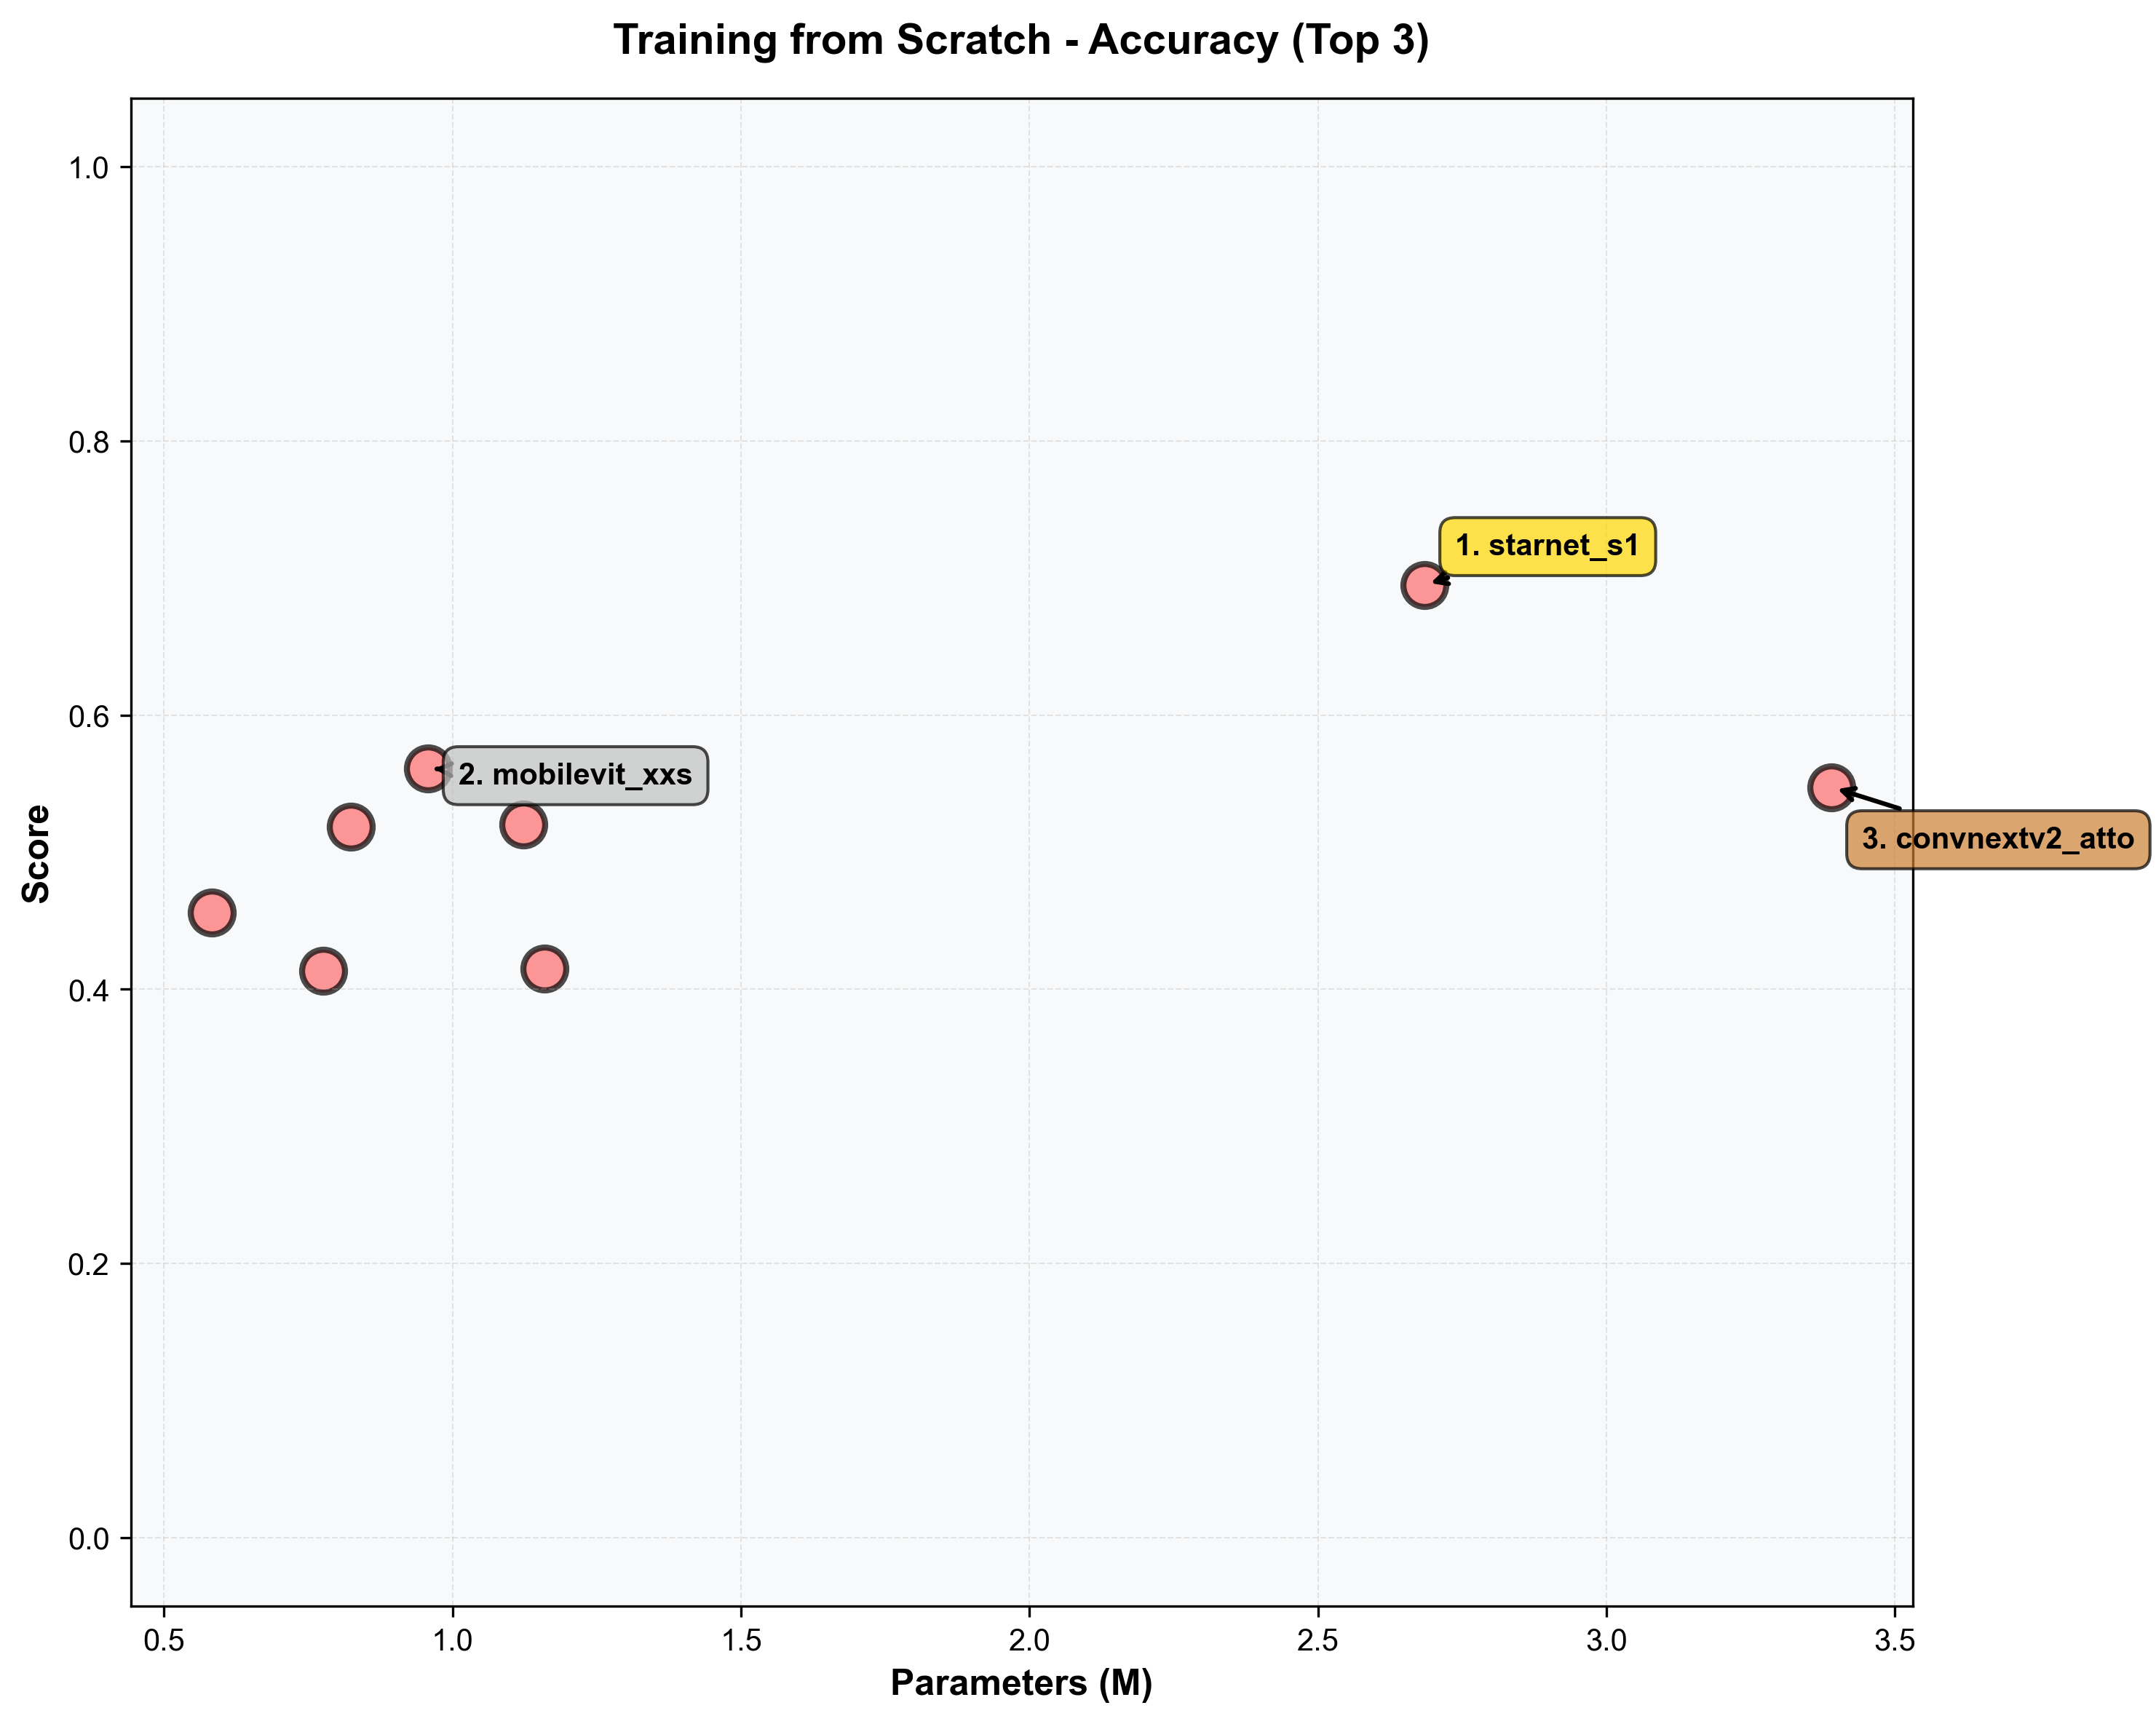 Training from Scratch - Accuracy (Top 3)
1.0
0.8
0.6
0.4
0.2
0.0
Score
1. starnet_s1
2. mobilevit_xxs
3. convnextv2_atto
0.5 1.0 1.5 2.0 2.5 3.0 3.5
Parameters (M)